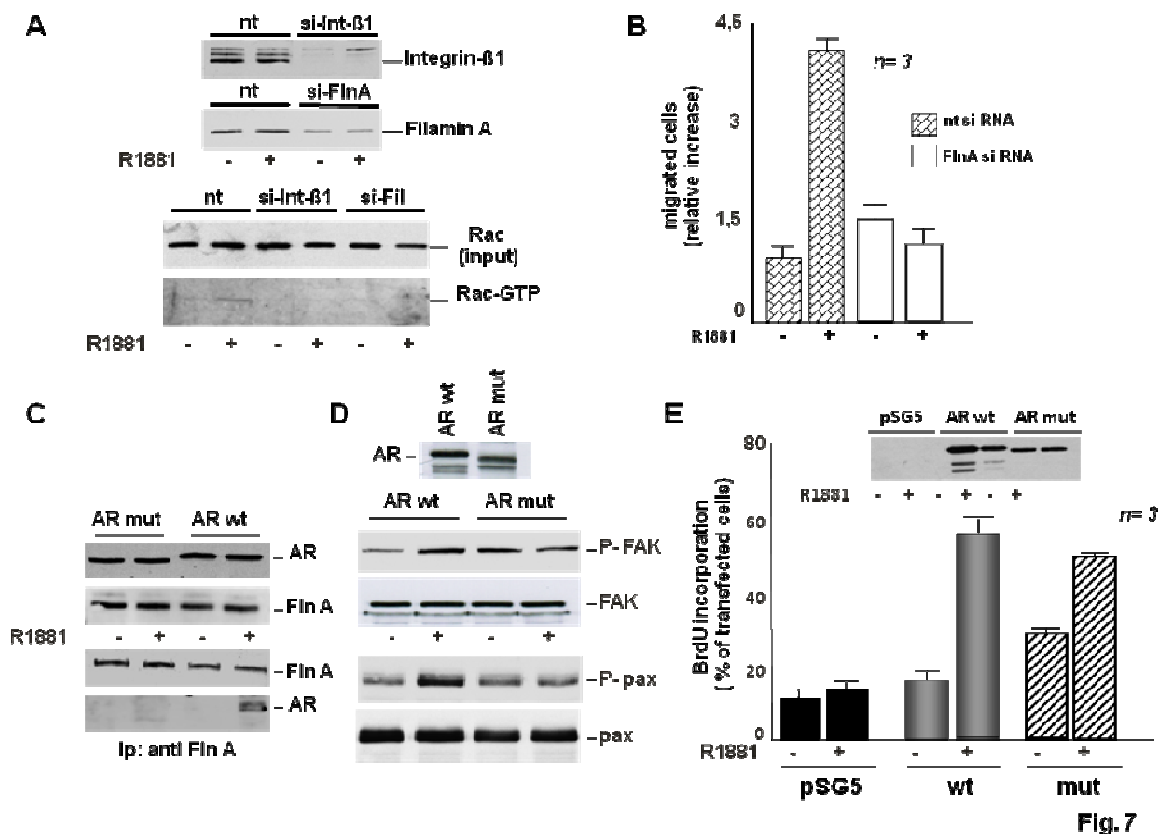 A
nt si-Int-ß1
Integrin-ß1
nt si-FlnA
Filamin A
R1881 - + - +
nt si-Int-ß1 si-Fil
Rac
(input)
Rac-GTP
R1881 - + - + - +
B
4,5
3
1,5
0
migrated cells
(relative increase)
n= 3
nt si RNA
FlnA si RNA
R1881 - + - +
C
AR mut AR wt
AR
Fln A
R1881 - + - +
Fln A
AR
Ip: anti Fln A
D
AR wt AR mut
AR
AR wt AR mut
P-FAK
FAK
- + - +
P-pax
pax
E
pSG5 AR wt AR mut
R1881 - + - + - +
80
60
40
20
0
BrdU incorporation
( % of transfected cells)
n= 3
R1881 - + - + - +
pSG5 wt mut
Fig. 7